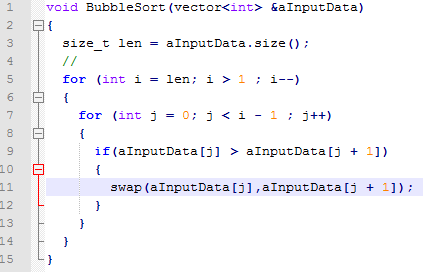 1 void BubbleSort(vector<int> &aInputData)
2 {
3 size_t len = aInputData.size();
4 //
5 for (int i = len; i > 1 ; i--)
6 {
7 for (int j = 0; j < i - 1 ; j++)
8 {
9 if(aInputData[j] > aInputData[j + 1])
10 {
11 swap(aInputData[j],aInputData[j + 1]);
12 }
13 }
14 }
15 }